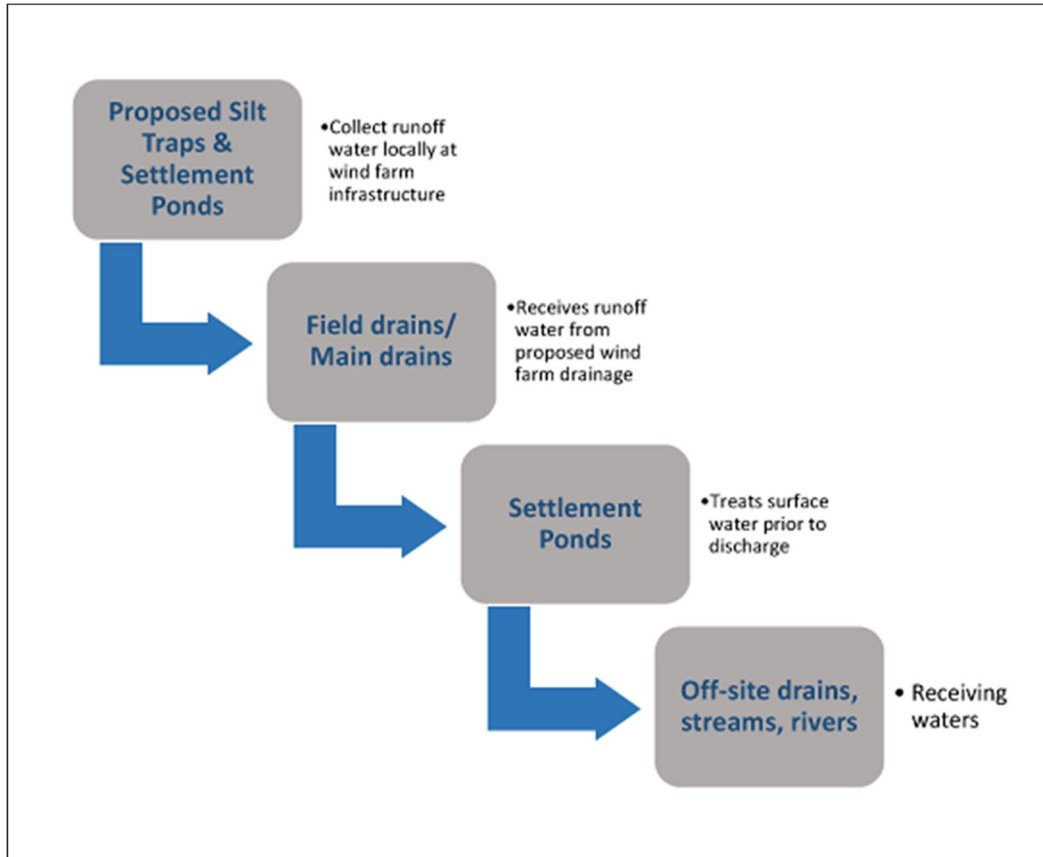 Proposed Silt
Traps &
Settlement
Ponds
•Collect runoff
water locally at
wind farm
infrastructure
Field drains/
Main drains
•Receives runoff
water from
proposed wind
farm drainage
Settlement
Ponds
•Treats surface
water prior to
discharge
Off-site drains,
streams, rivers
• Receiving
waters